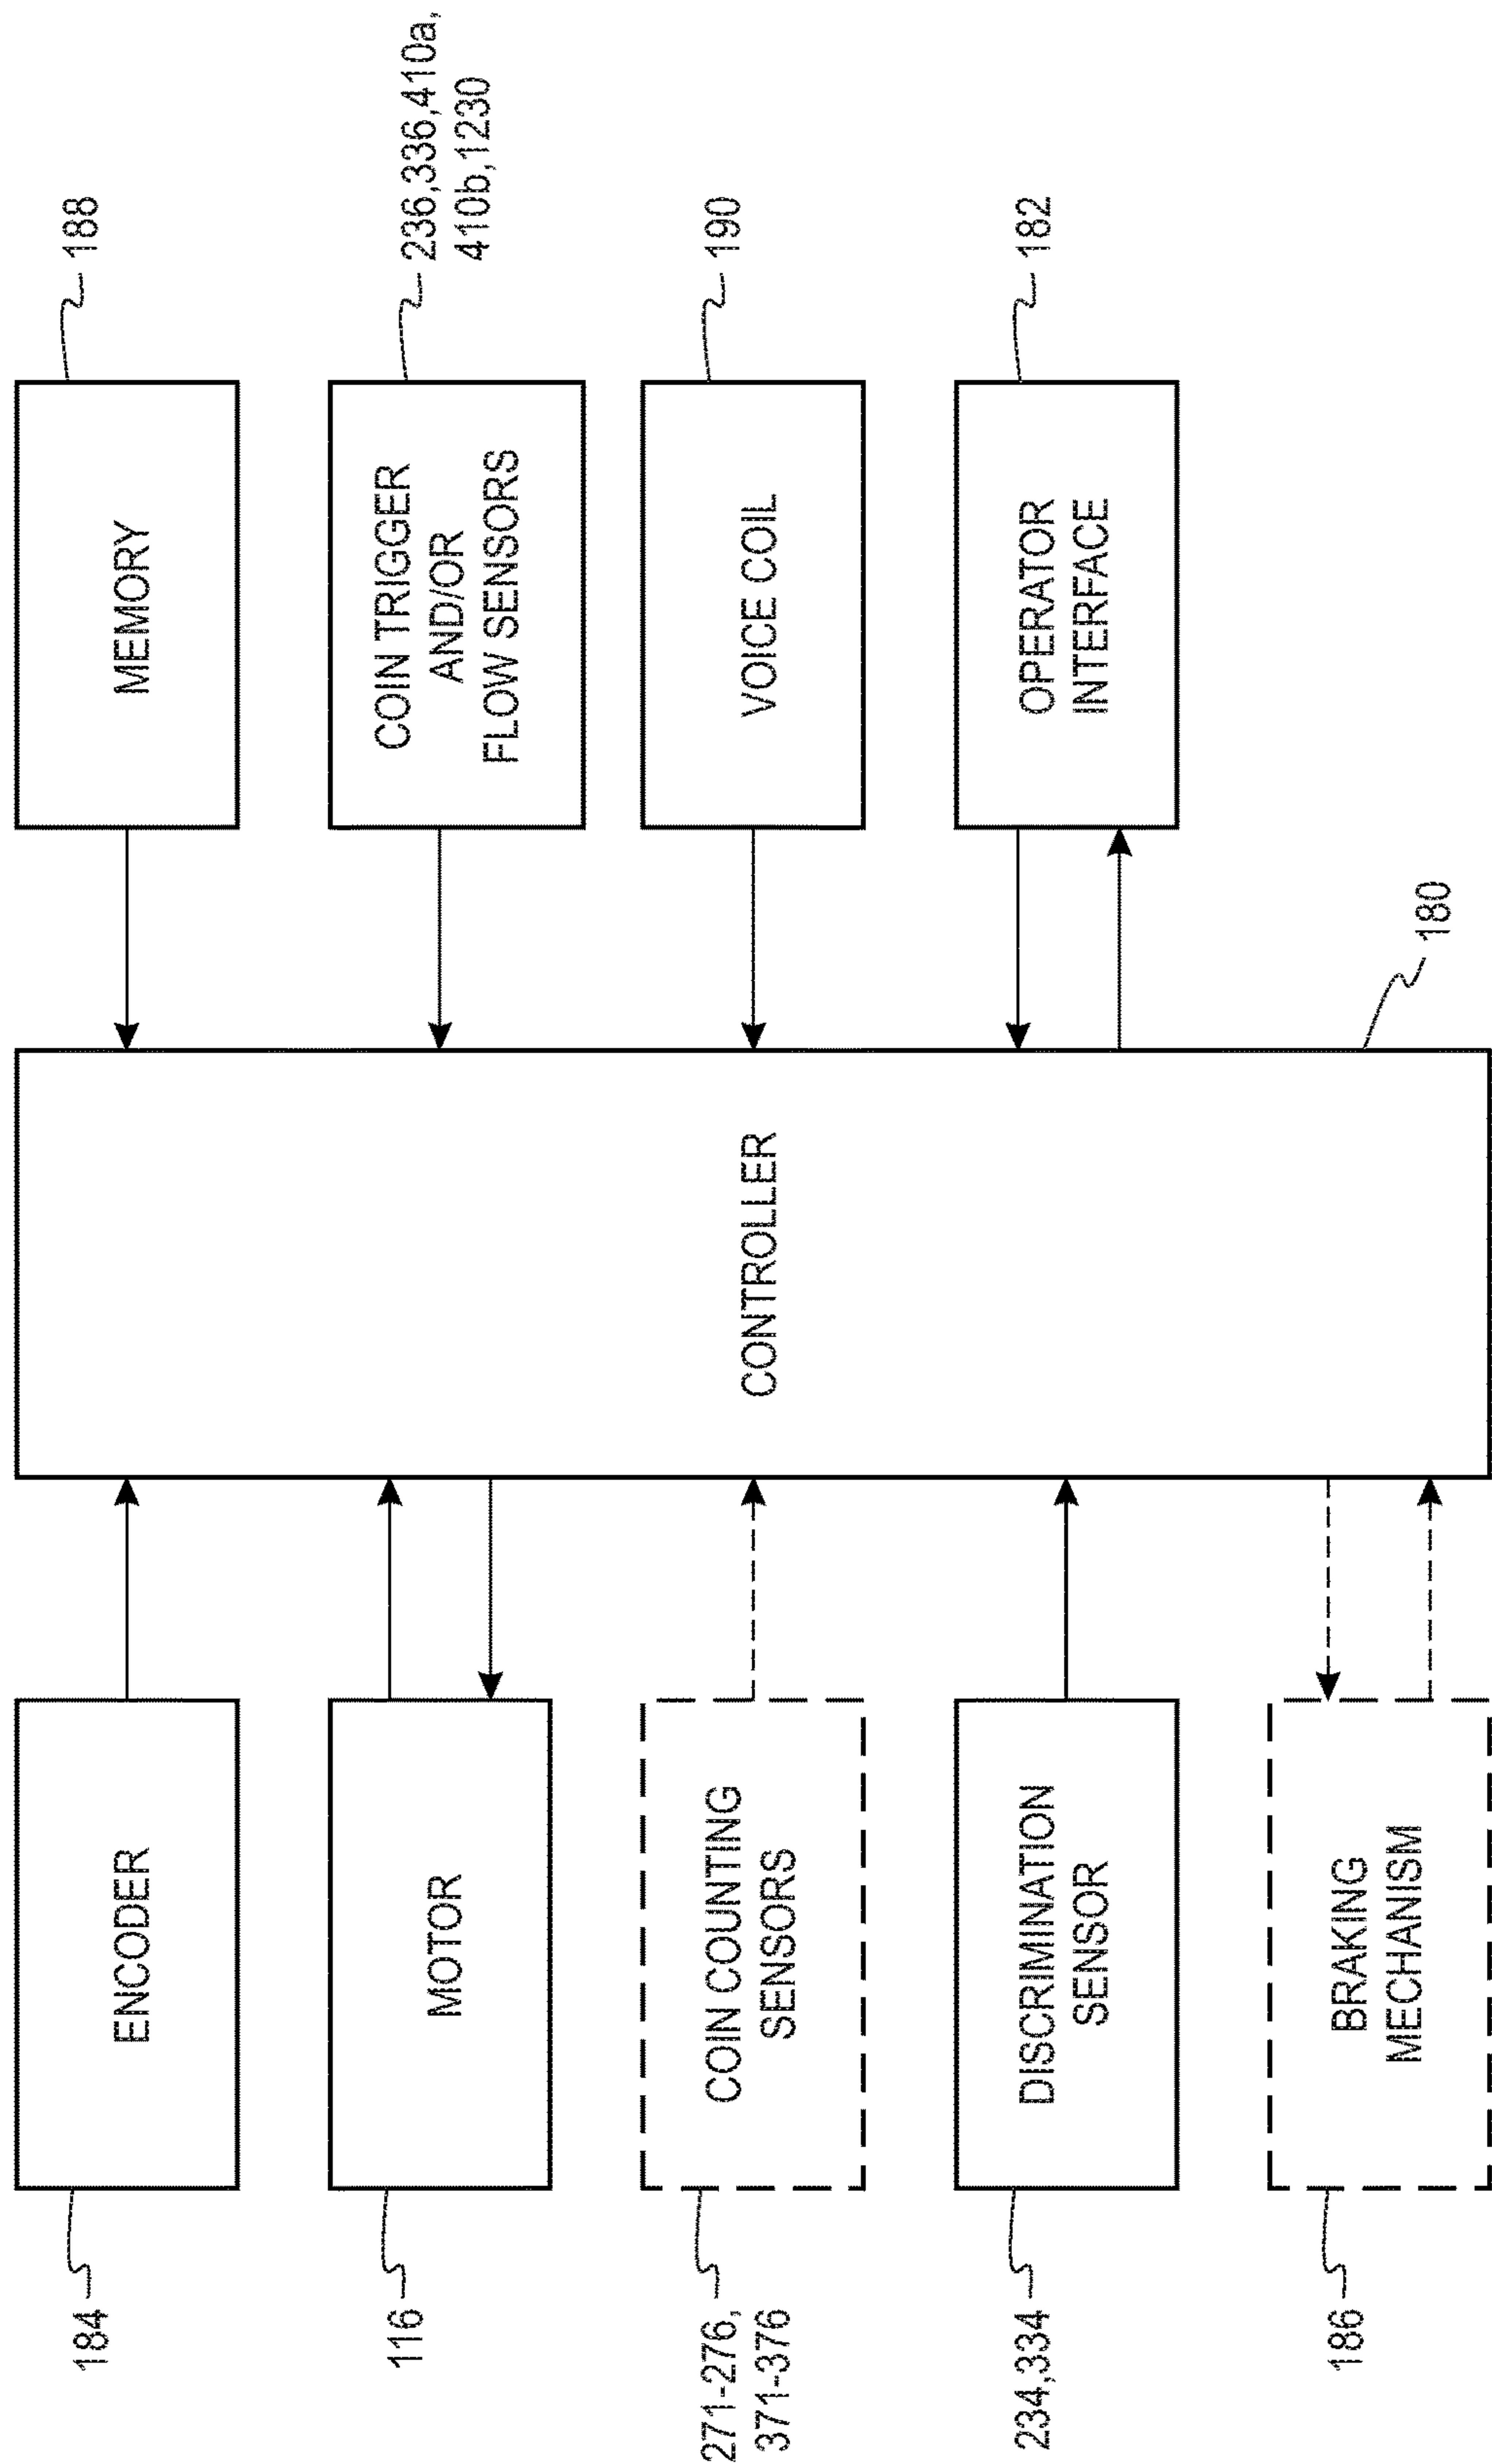 184
ENCODER
116
MOTOR
271-276,
371-376
COIN COUNTING
SENSORS
234,334
DISCRIMINATION
SENSOR
186
BRAKING
MECHANISM
CONTROLLER
180
MEMORY
188
COIN TRIGGER
AND/OR
FLOW SENSORS
236,336,410a,
410b,1230
VOICE COIL
190
OPERATOR
INTERFACE
182